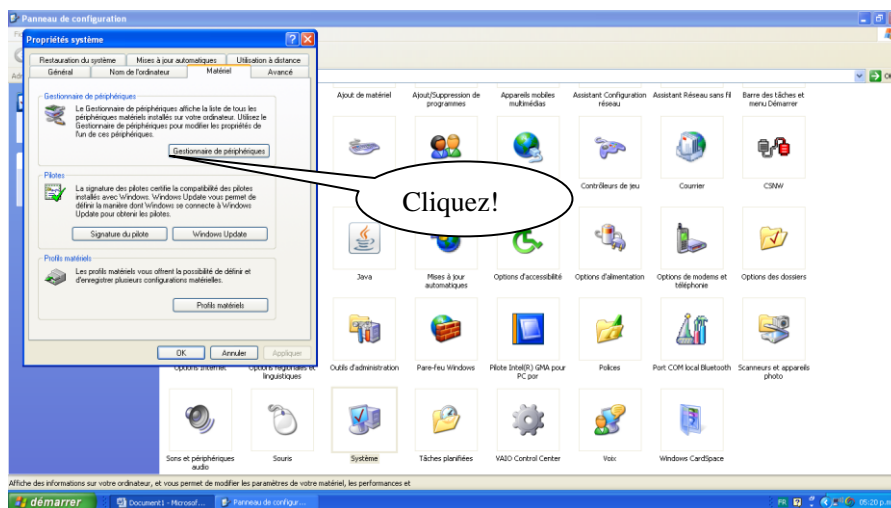 Panneau de configuration
Propriétés système
Restauration du système
Mises à jour automatiques
Utilisation à distance
Général
Nom de l'ordinateur
Matériel
Avancé
Gestionnaire de périphériques
Le Gestionnaire de périphériques affiche la liste de tous les
périphériques matériels installés sur votre ordinateur. Utilisez le
Gestionnaire de périphériques pour modifier les propriétés de
l'un de ces périphériques.
Gestionnaire de périphériques
Pilotes
La signature des pilotes certifie la compatibilité des pilotes
installés avec Windows. Windows Update vous permet de
définir la manière dont Windows se connecte à Windows
Update pour obtenir les pilotes.
Signature du pilote
Windows Update
Profils matériels
Les profils matériels vous offrent la possibilité de définir et
d'enregistrer plusieurs configurations matérielles.
Profils matériels
OK
Annuler
Appliquer
Cliquez!
Ajout de matériel
Ajout/Suppression de
programmes
Appareils mobiles
multimédias
Assistant Configuration
réseau
Assistant Réseau sans fil
Barre des tâches et
menu Démarrer
Contrôleurs de jeu
Courrier
CSNW
Java
Mises à jour
automatiques
Options d'accessibilité
Options d'alimentation
Options de modems et
téléphonie
Options des dossiers
Options Internet
Options régionales et
linguistiques
Outils d'administration
Pare-feu Windows
Pilote Intel(R) GMA pour
PC por
Polices
Port COM local Bluetooth
Scanneurs et appareils
photo
Sons et périphériques
audio
Souris
Système
Tâches planifiées
VAIO Control Center
Voix
Windows CardSpace
Affiche des informations sur votre ordinateur, et vous permet de modifier les paramètres de votre matériel, les performances et
démarrer
Document1 - Microsof...
Panneau de configur...
FR
05:20 p.m.